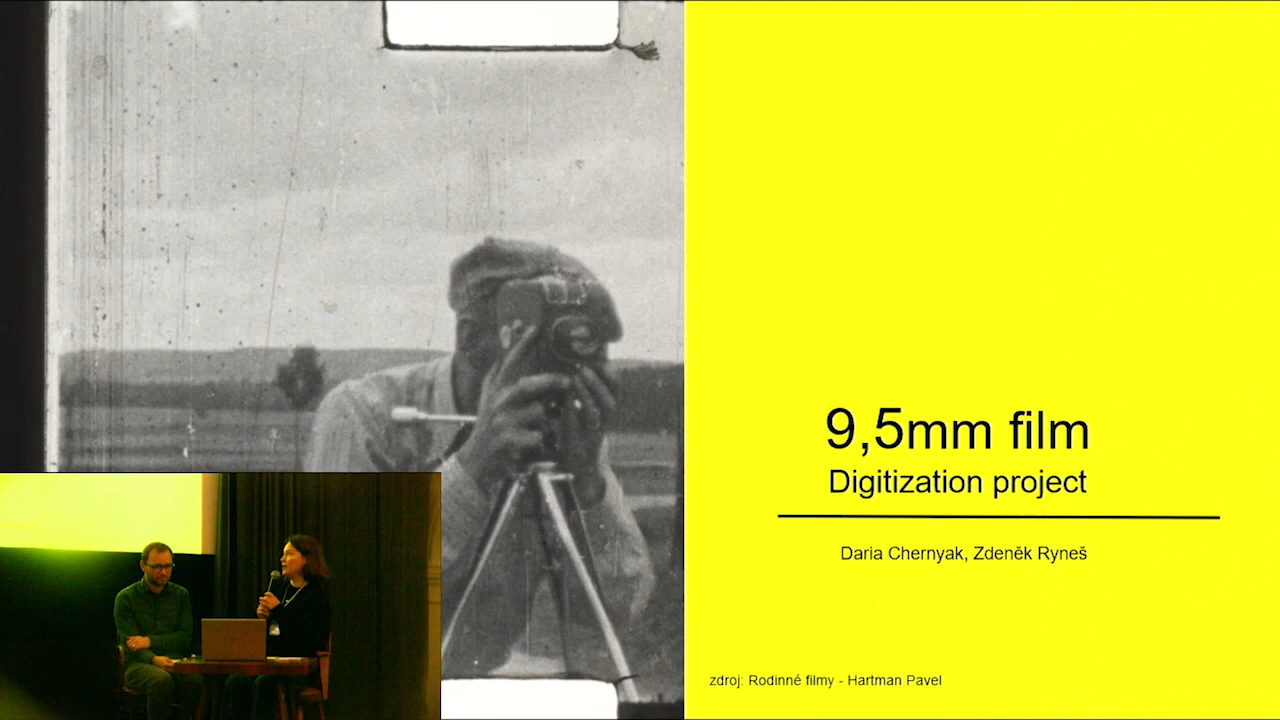 9,5mm film
Digitization project
Daria Chernyak, Zdeněk Ryneš
zdroj: Rodinné filmy - Hartman Pavel